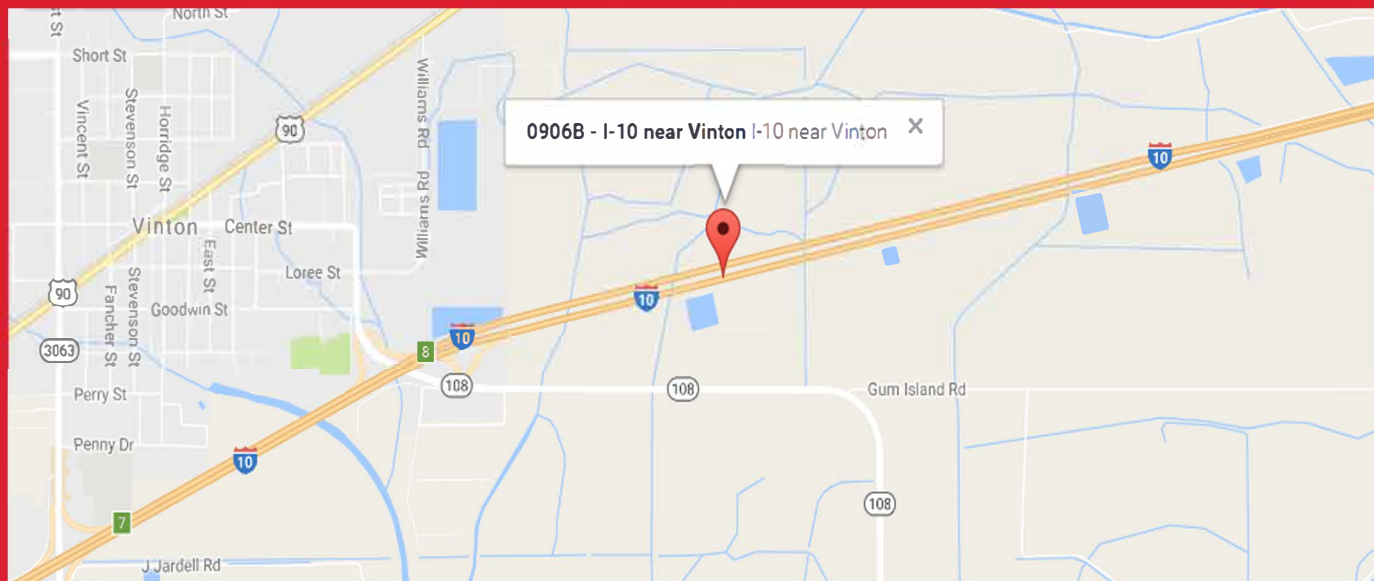 North St
st St
Short St
Vincent St
Stevenson St
Horridge St
90
Williams Rd
Williams Rd
0906B - I-10 near Vinton I-10 near Vinton
10
Vinton
Center St
East St
Loree St
90
Stevenson St
Fancher St
Goodwin St
10
10
3063
8
108
108
Gum Island Rd
Perry St
Penny Dr
10
108
7
J Jardell Rd